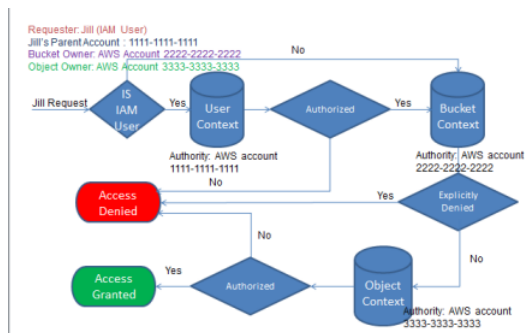 Requester: Jill (IAM User)
Jill's Parent Account : 1111-1111-1111
Bucket Owner: AWS Account 2222-2222-2222
Object Owner: AWS Account 3333-3333-3333
No
Jill Request
IS
IAM
User
Yes
User
Context
Authorized
Yes
Bucket
Context
Authority: AWS account
1111-1111-1111
Authority: AWS account
2222-2222-2222
No
Access
Denied
Yes
Explicitly
Denied
No
No
Access
Granted
Yes
Authorized
Object
Context
Authority: AWS account
3333-3333-3333